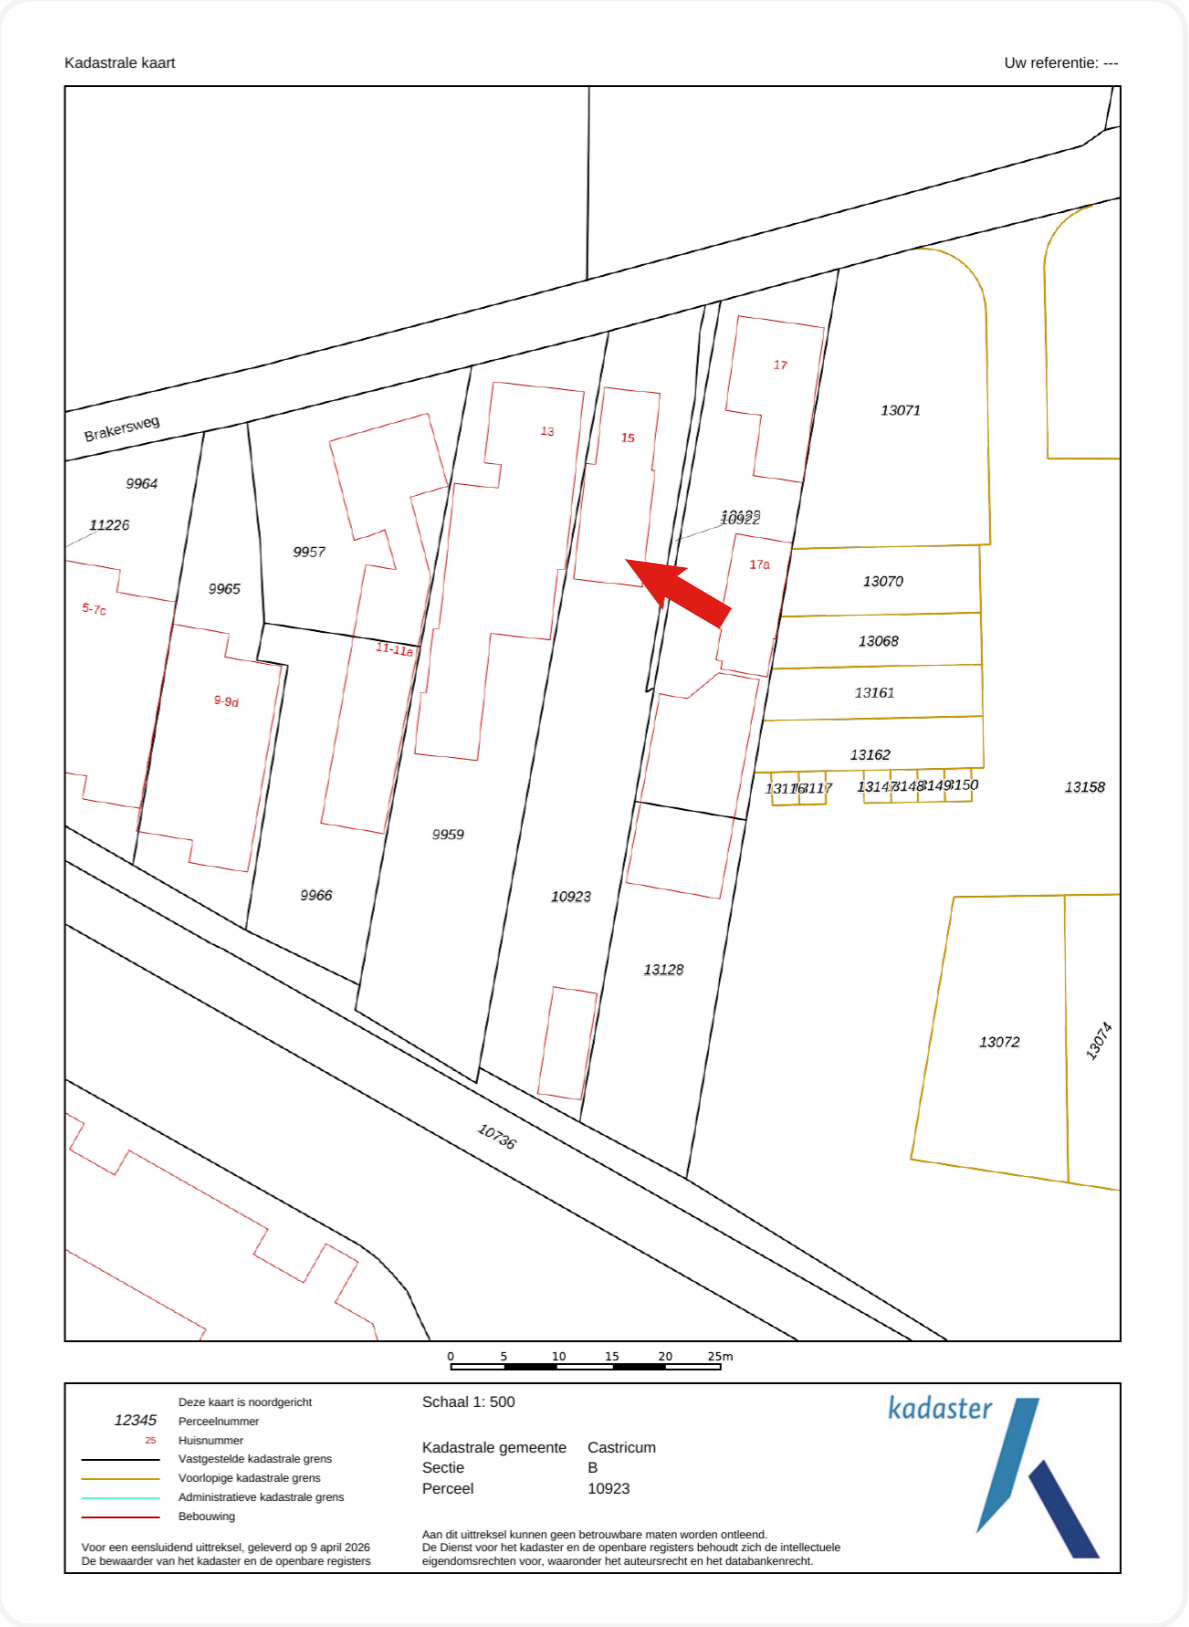 Kadastrale kaart
Uw referentie: ---
Brakersweg
9964
11226
5-7c
9965
9-9d
9957
11-11a
9966
13
15
17
10922
17a
9959
10923
13128
13071
13070
13068
13161
13162
13116
13117
13147
13148
13149
13150
13158
13072
13074
10736
0 5 10 15 20 25m
Deze kaart is noordgericht
12345 Perceelnummer
25 Huisnummer
Vastgestelde kadastrale grens
Voorlopige kadastrale grens
Administratieve kadastrale grens
Bebouwing
Voor een eensluidend uittreksel, geleverd op 9 april 2026
De bewaarder van het kadaster en de openbare registers
Schaal 1: 500
Kadastrale gemeente Castricum
Sectie B
Perceel 10923
Aan dit uittreksel kunnen geen betrouwbare maten worden ontleend.
De Dienst voor het kadaster en de openbare registers behoudt zich de intellectuele
eigendomsrechten voor, waaronder het auteursrecht en het databankenrecht.
kadaster